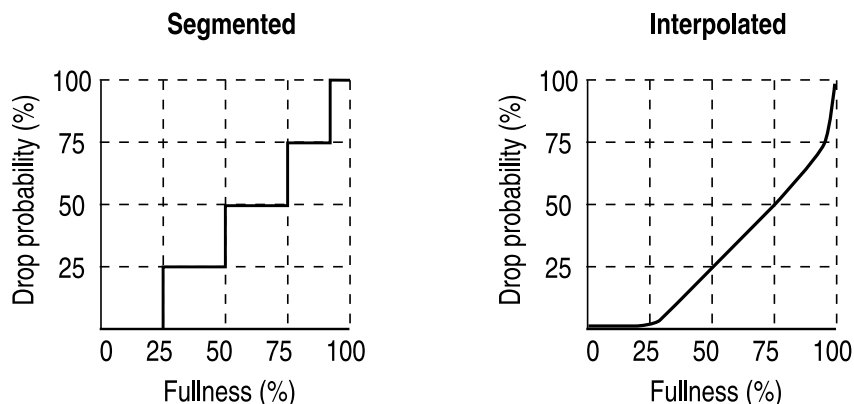 Segmented
Drop probability (%)
100
75
50
25
0 25 50 75 100
Fullness (%)
Interpolated
Drop probability (%)
100
75
50
25
0 25 50 75 100
Fullness (%)